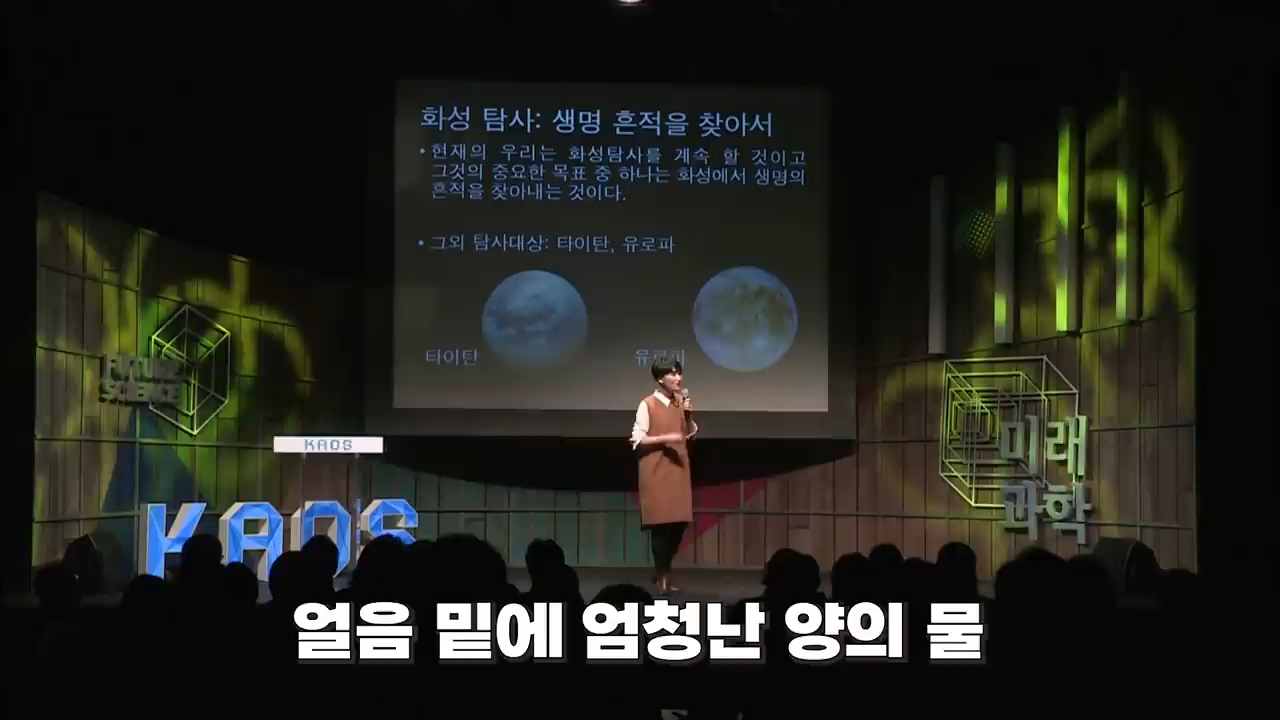 화성 탐사: 생명 흔적을 찾아서
• 현재의 우리는 화성탐사를 계속 할 것이고
그것의 중요한 목표 중 하나는 화성에서 생명의
흔적을 찾아내는 것이다.
• 그외 탐사대상: 타이탄, 유로파
타이탄
유로파
FUTURE
SCIENCE
KAOS
KAOS
미래
과학
얼음 밑에 엄청난 양의 물